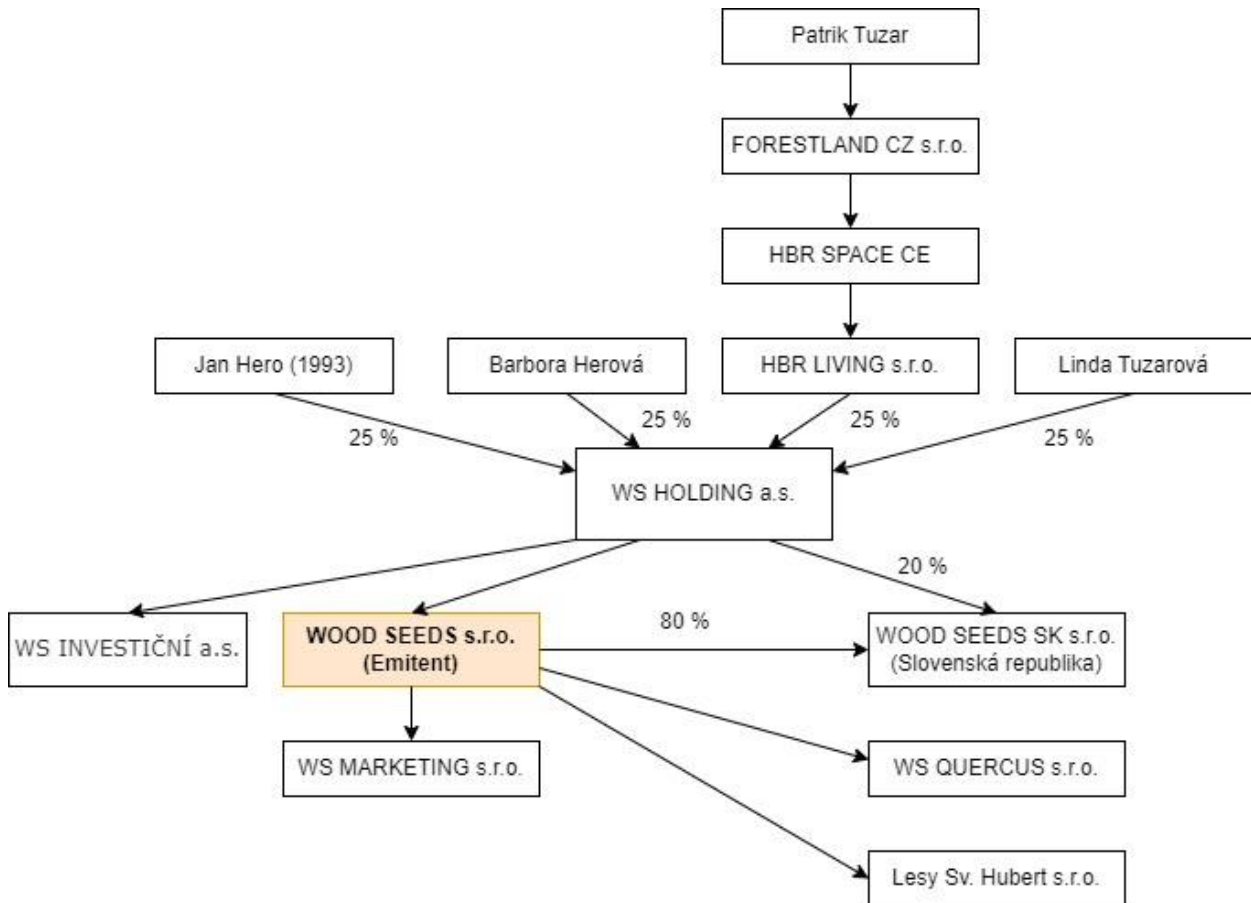 Patrik Tuzar
FORESTLAND CZ s.r.o.
HBR SPACE CE
Jan Hero (1993)
Barbora Herová
HBR LIVING s.r.o.
Linda Tuzarová
25 %
25 %
25 %
25 %
WS HOLDING a.s.
20 %
80 %
WS INVESTIČNÍ a.s.
WOOD SEEDS s.r.o.
(Emitent)
WOOD SEEDS SK s.r.o.
(Slovenská republika)
WS MARKETING s.r.o.
WS QUERCUS s.r.o.
Lesy Sv. Hubert s.r.o.